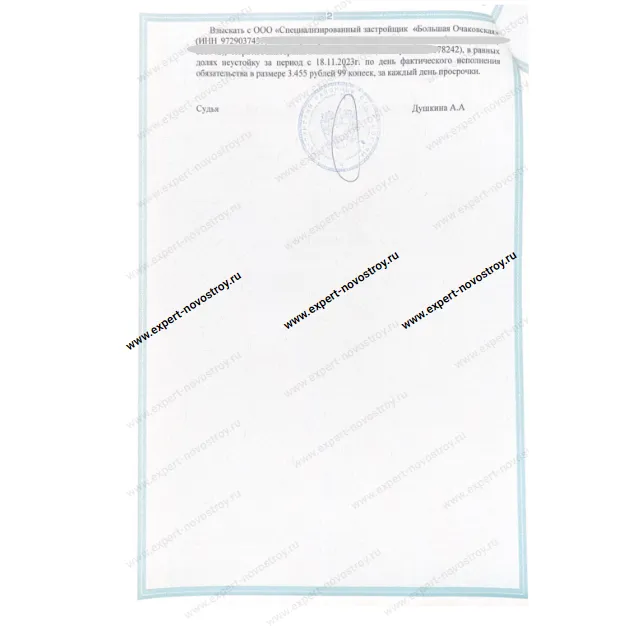 2
Взыскать с ООО «Специализированный застройщик «Большая Очаковская»
(ИНН 97290374
78242), в равных
долях неустойку за период с 18.11.2023г. по день фактического исполнения
обязательства в размере 3.455 рублей 99 копеек, за каждый день просрочки.
Судья Душкина А.А
www.expert-novostroy.ru
www.expert-novostroy.ru
www.expert-novostroy.ru